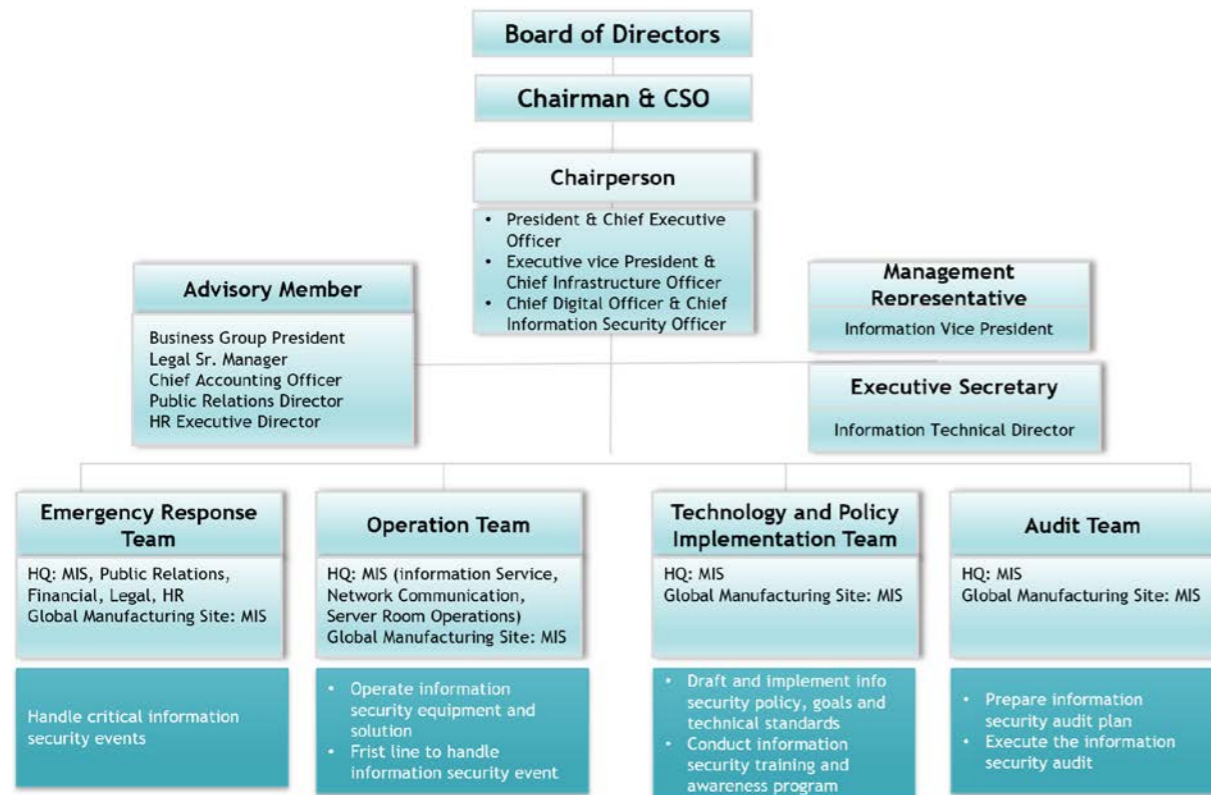 Board of Directors
Chairman & CSO
Chairperson
• President & Chief Executive
Officer
• Executive vice President &
Chief Infrastructure Officer
• Chief Digital Officer & Chief
Information Security Officer
Advisory Member
Business Group President
Legal Sr. Manager
Chief Accounting Officer
Public Relations Director
HR Executive Director
Management
Representative
Information Vice President
Executive Secretary
Information Technical Director
Emergency Response
Team
HQ: MIS, Public Relations,
Financial, Legal, HR
Global Manufacturing Site: MIS
Handle critical information
security events
Operation Team
HQ: MIS (information Service,
Network Communication,
Server Room Operations)
Global Manufacturing Site: MIS
• Operate information
security equipment and
solution
• Frist line to handle
information security event
Technology and Policy
Implementation Team
HQ: MIS
Global Manufacturing Site: MIS
• Draft and implement info
security policy, goals and
technical standards
• Conduct information
security training and
awareness program
Audit Team
HQ: MIS
Global Manufacturing Site: MIS
• Prepare information
security audit plan
• Execute the information
security audit